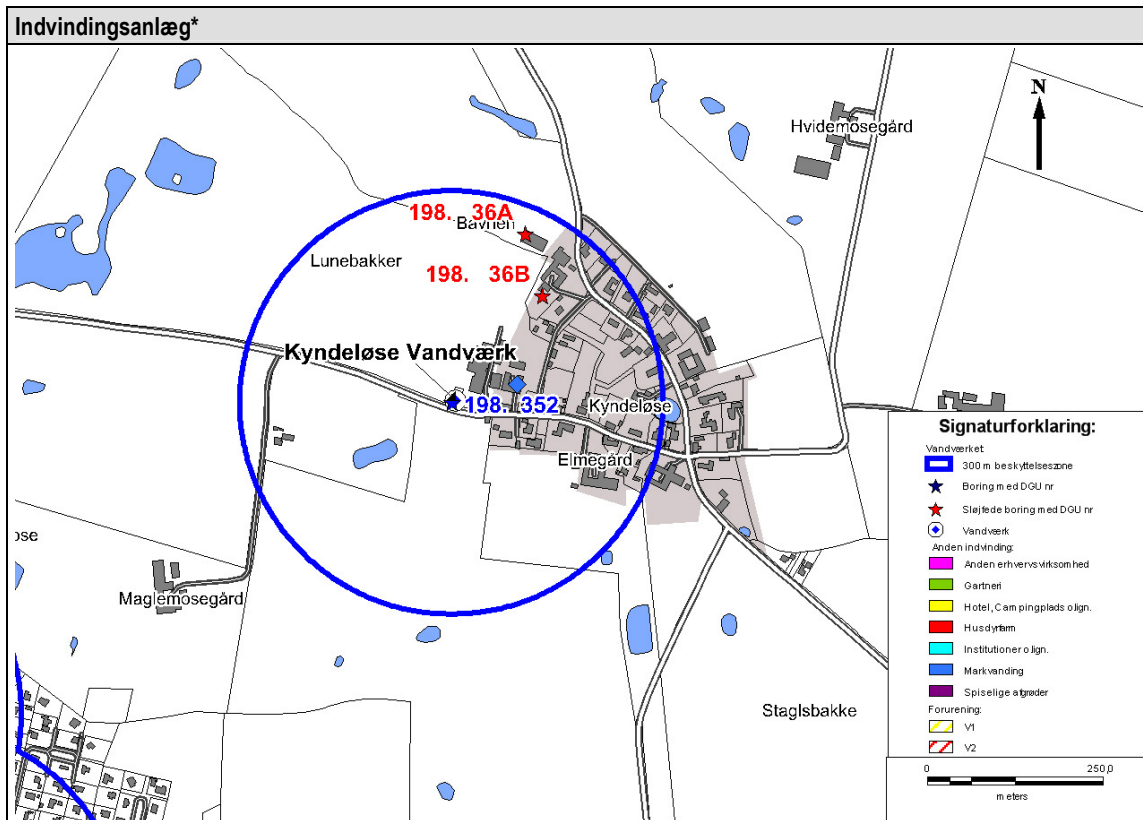 Indvindingsanlæg*
N
Hvidemosegård
198. 36A
Bavnen
Lunebakker
198. 36B
Kyndeløse Vandværk
198. 352
Kyndeløse
Elmegård
ose
Maglemosegård
Staglsbakke
Signaturforklaring:
Vandværket
300 m beskyttelseszone
Boring med DGU nr
Sløjfede boring med DGU nr
Vandværk
Anden indvinding:
Anden erhvervsvirksomhed
Gartneri
Hotel, Campingplads o.lign.
Husdyrfarm
Institutioner o.lign.
Markvanding
Spiselige afgrøder
Forurening:
V1
V2
0 250,0
meters